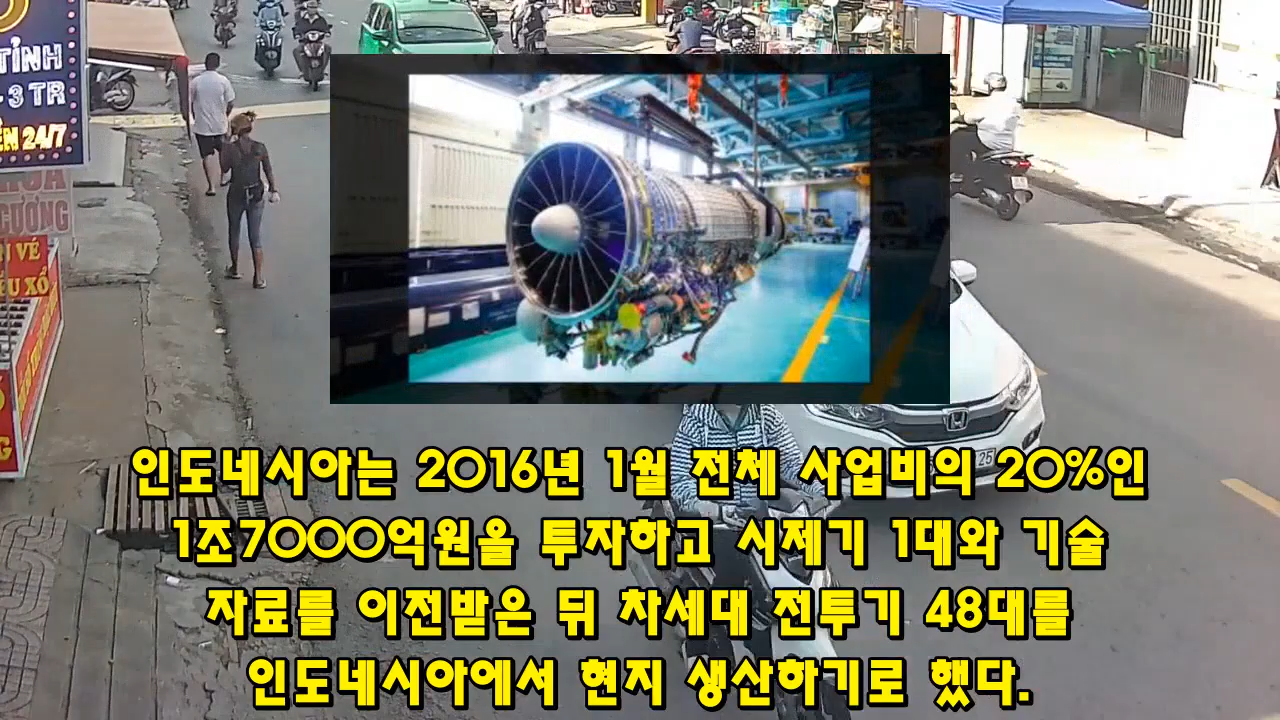 TỈNH
3 TR
24/7
CƯỢNG
VÉ
XỔ
25
인도네시아는 2016년 1월 전체 사업비의 20%인
1조7000억원을 투자하고 시제기 1대와 기술
자료를 이전받은 뒤 차세대 전투기 48대를
인도네시아에서 현지 생산하기로 했다.